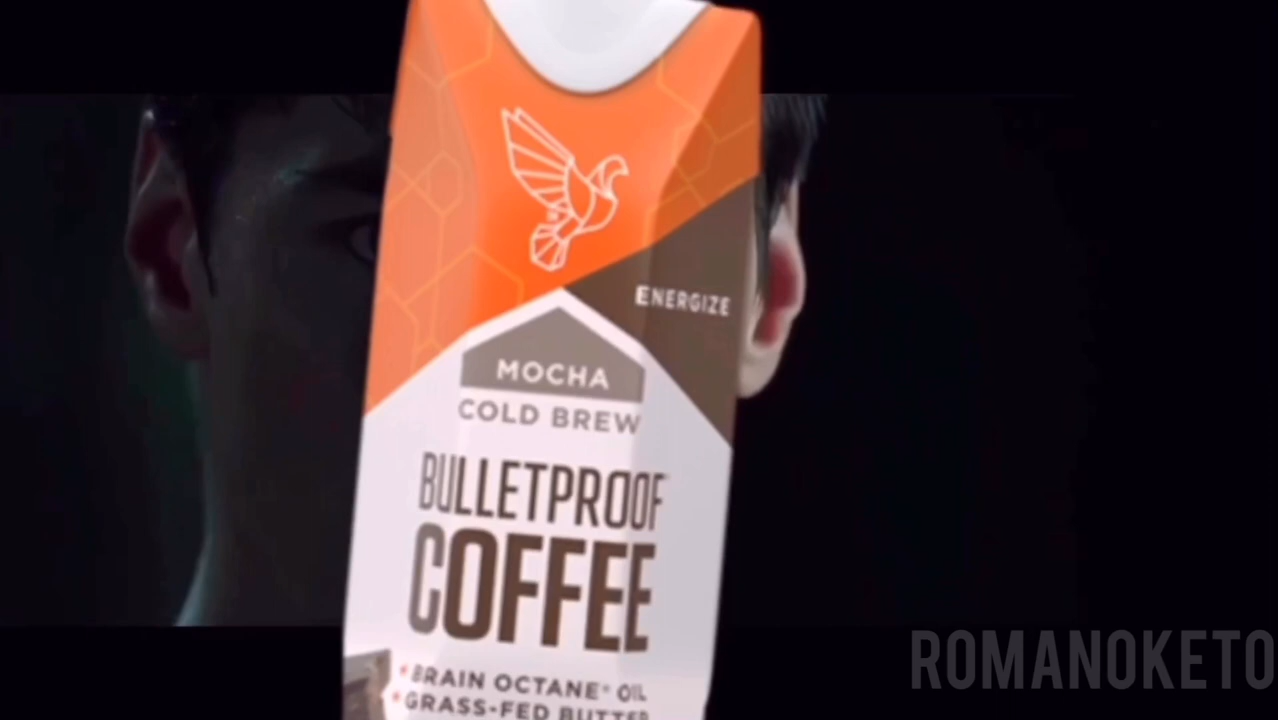 ENERGIZE
MOCHA
COLD BREW
BULLETPROOF
COFFEE
BRAIN OCTANE® OIL
GRASS-FED BUTTER
ROMANOKETO